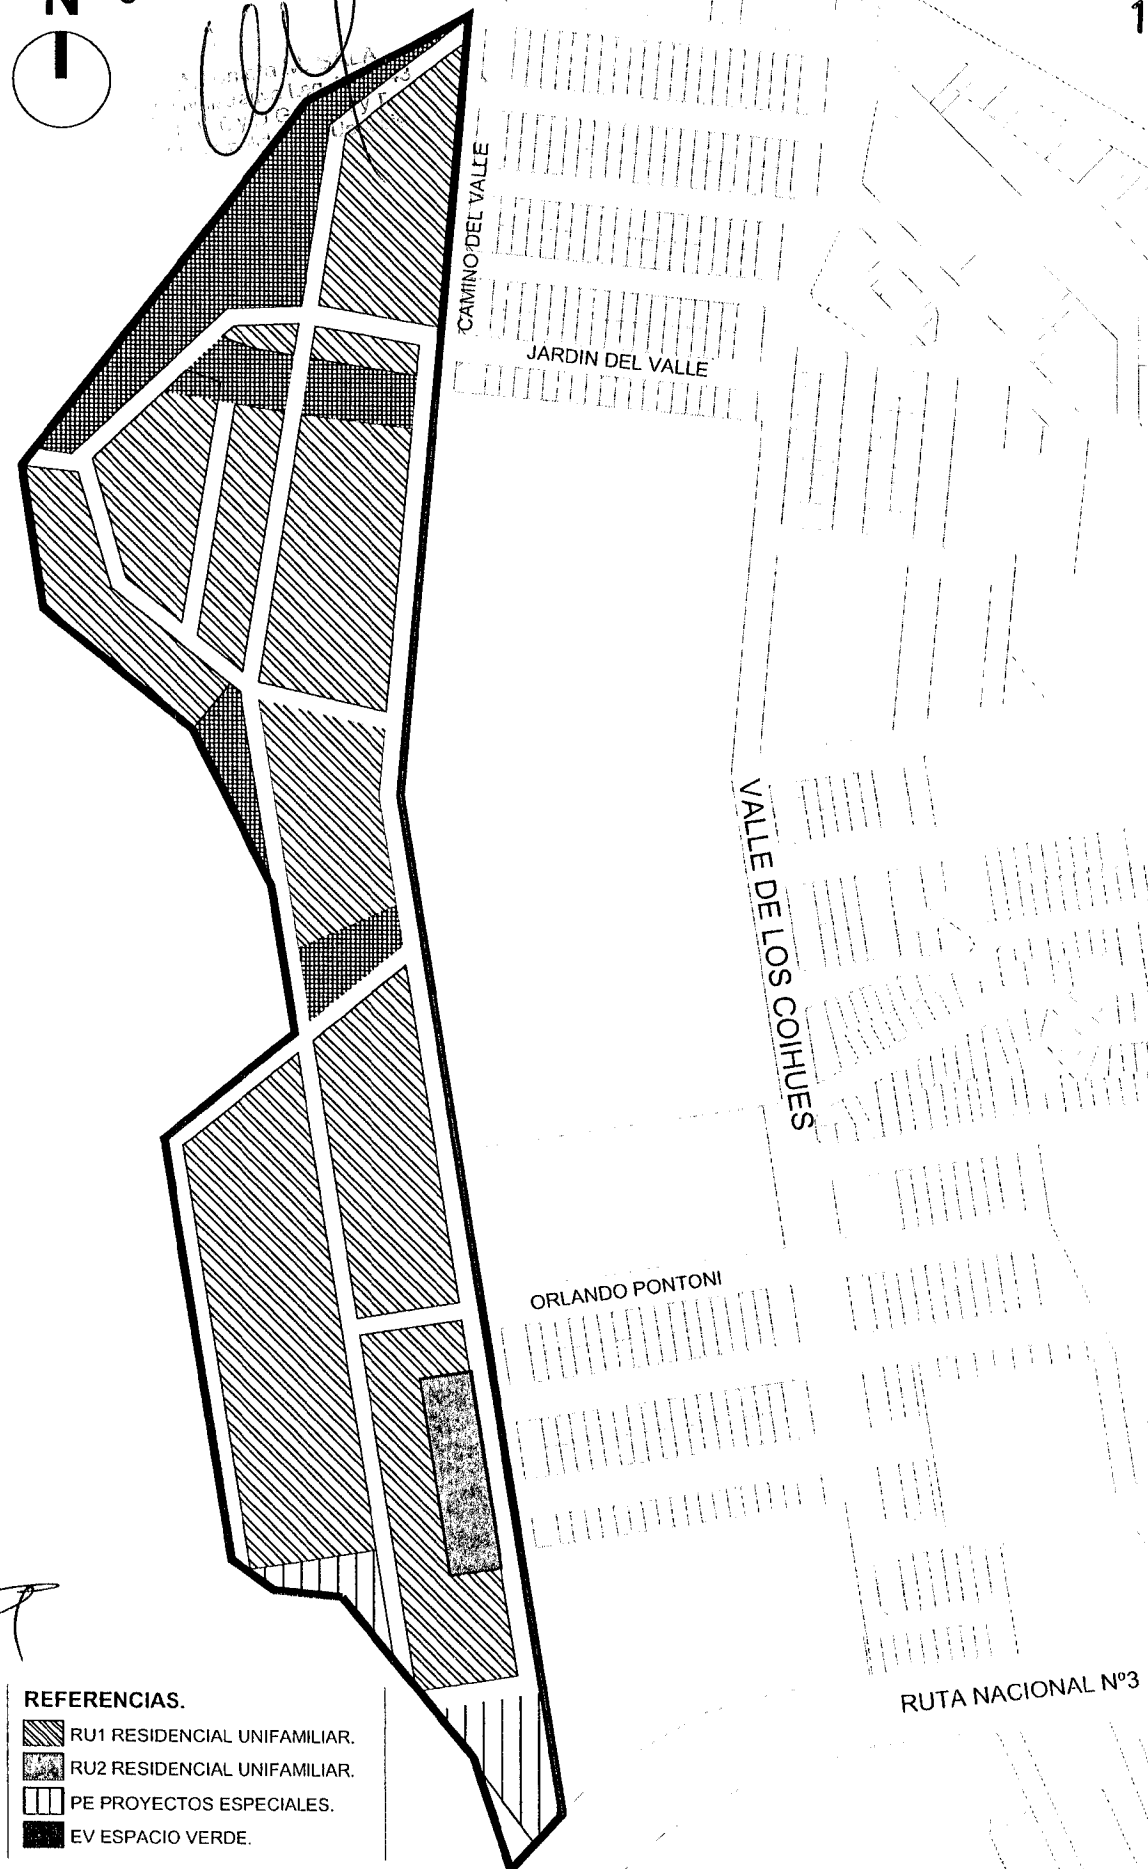 N
1
CAMINO DEL VALLE
JARDIN DEL VALLE
VALLE DE LOS COIHUES
ORLANDO PONTONI
RUTA NACIONAL Nº3
REFERENCIAS.
RU1 RESIDENCIAL UNIFAMILIAR.
RU2 RESIDENCIAL UNIFAMILIAR.
PE PROYECTOS ESPECIALES.
EV ESPACIO VERDE.